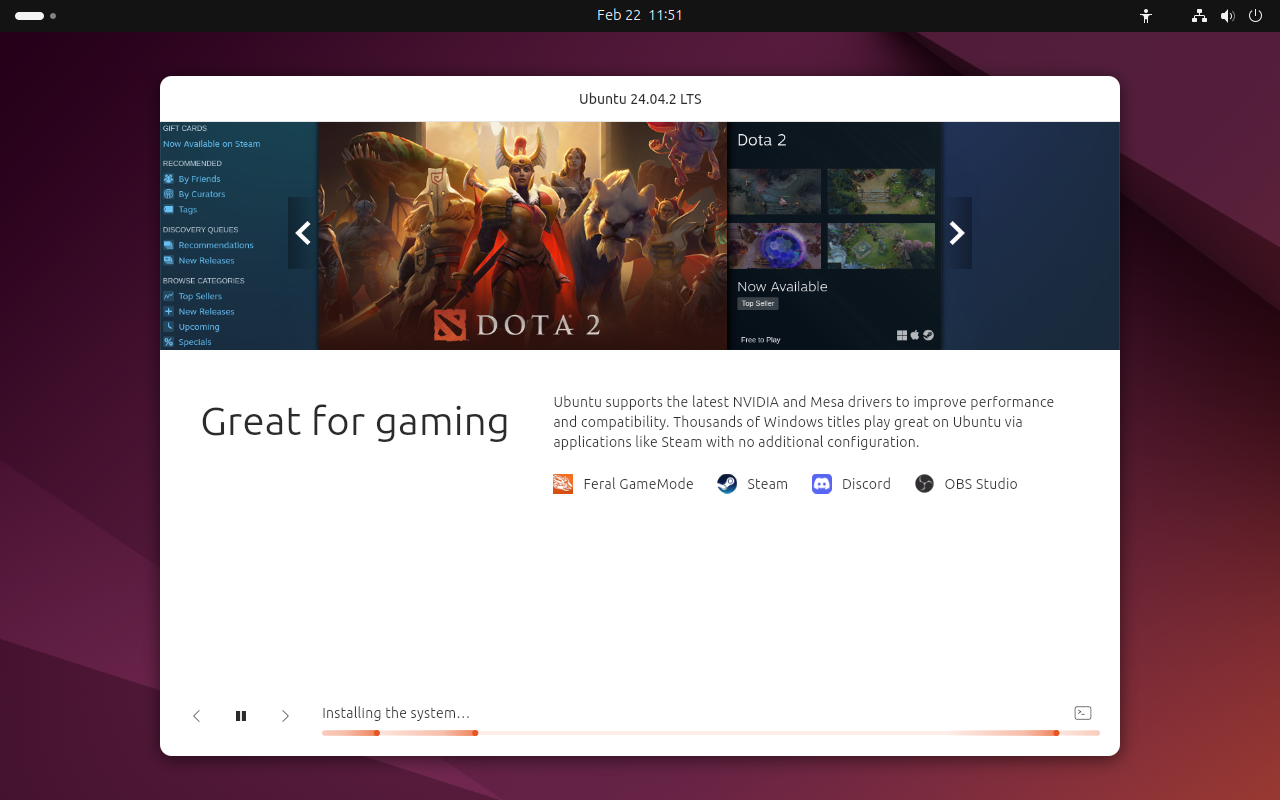 Feb 22 11:51
Ubuntu 24.04.2 LTS
GIFT CARDS
Now Available on Steam
RECOMMENDED
By Friends
By Curators
Tags
DISCOVERY QUEUES
Recommendations
New Releases
BROWSE CATEGORIES
Top Sellers
New Releases
Upcoming
Specials
DOTA 2
Dota 2
Now Available
Top Seller
Free to Play
Great for gaming
Ubuntu supports the latest NVIDIA and Mesa drivers to improve performance
and compatibility. Thousands of Windows titles play great on Ubuntu via
applications like Steam with no additional configuration.
Feral GameMode Steam Discord OBS Studio
Installing the system…